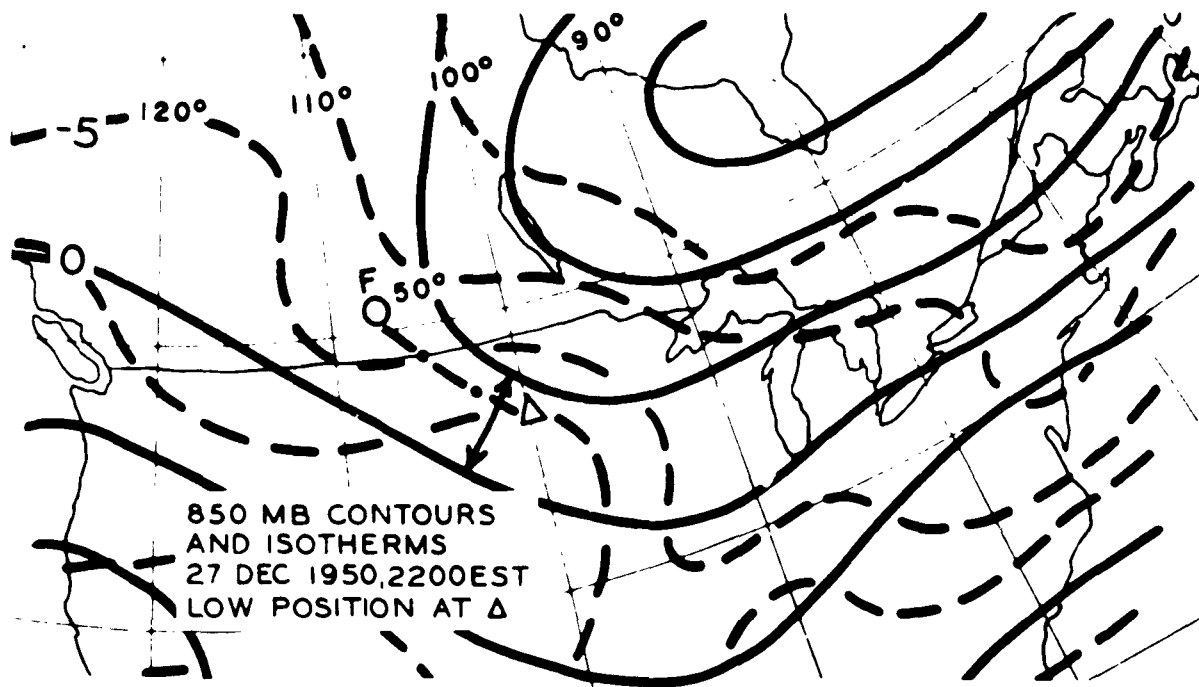 90°
100°
110°
120°
-5
0
F
50°
Δ
850 MB CONTOURS
AND ISOTHERMS
27 DEC 1950,2200EST
LOW POSITION AT Δ